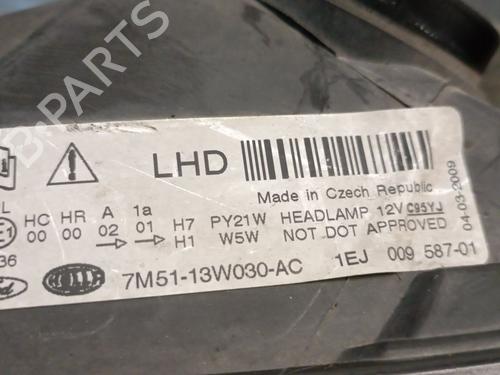 B-PARTS
LHD
Made in Czech Republic
04-03-2009
L HC HR A 1a H7 PY21W HEADLAMP 12V C95YJ
00 00 02 01 H1 W5W NOT DOT APPROVED
36
7M51-13W030-AC 1EJ 009 587-01